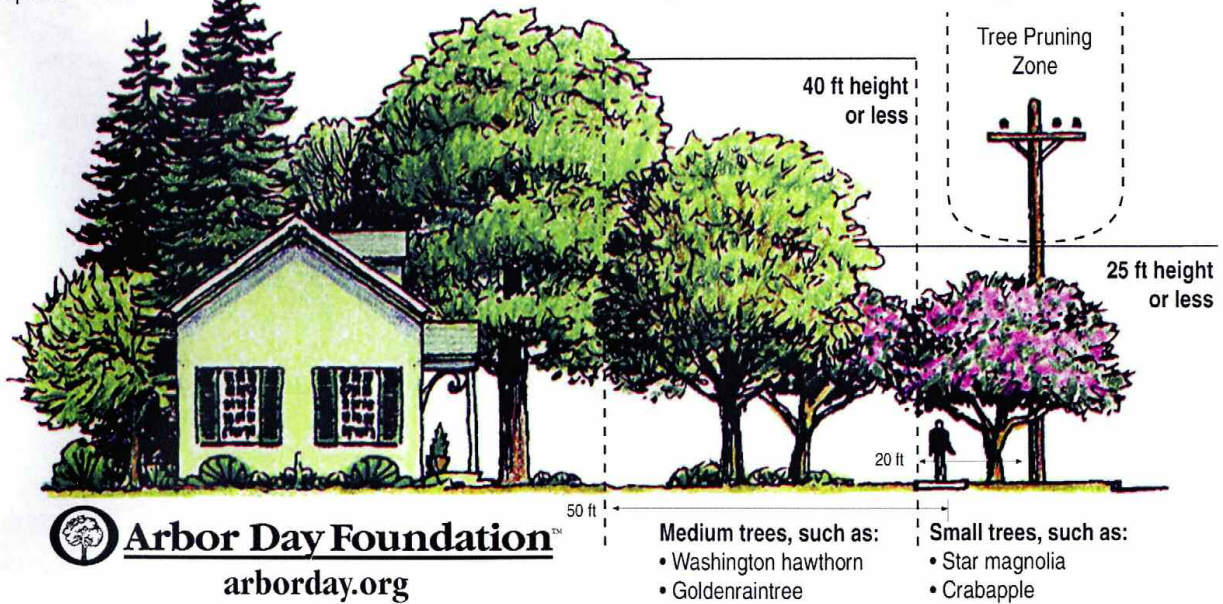 Tree Pruning
Zone
40 ft height
or less
25 ft height
or less
20 ft
50 ft
Arbor Day Foundation™
arborday.org
Medium trees, such as:
• Washington hawthorn
• Goldenraintree
Small trees, such as:
• Star magnolia
• Crabapple